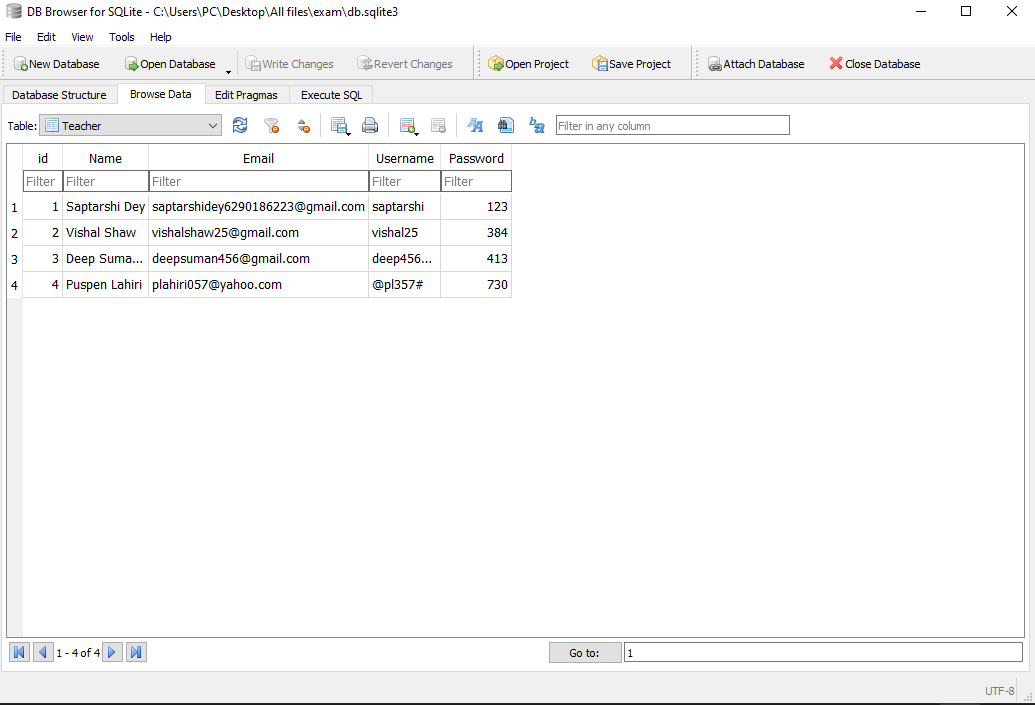 DB Browser for SQLite - C:\Users\PC\Desktop\All files\exam\db.sqlite3
File Edit View Tools Help
New Database Open Database Write Changes Revert Changes Open Project Save Project Attach Database Close Database
Database Structure Browse Data Edit Pragmas Execute SQL
Table: Teacher Filter in any column
id Name Email Username Password
Filter Filter Filter Filter Filter
1 1 Saptarshi Dey saptarshidey6290186223@gmail.com saptarshi 123
2 2 Vishal Shaw vishalshaw25@gmail.com vishal25 384
3 3 Deep Suma... deepsuman456@gmail.com deep456... 413
4 4 Puspen Lahiri plahiri057@yahoo.com @pl357# 730
1 - 4 of 4 Go to: 1
UTF-8